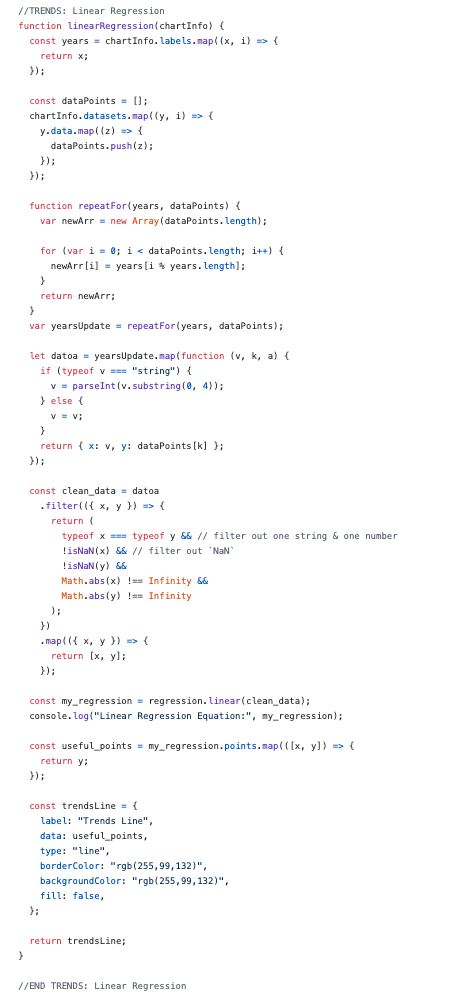 //TRENDS: Linear Regression
function linearRegression(chartInfo) {
  const years = chartInfo.labels.map((x, i) => {
    return x;
  });

  const dataPoints = [];
  chartInfo.datasets.map((y, i) => {
    y.data.map((z) => {
      dataPoints.push(z);
    });
  });

  function repeatFor(years, dataPoints) {
    var newArr = new Array(dataPoints.length);

    for (var i = 0; i < dataPoints.length; i++) {
      newArr[i] = years[i % years.length];
    }
    return newArr;
  }
  var yearsUpdate = repeatFor(years, dataPoints);

  let datoa = yearsUpdate.map(function (v, k, a) {
    if (typeof v === "string") {
      v = parseInt(v.substring(0, 4));
    } else {
      v = v;
    }
    return { x: v, y: dataPoints[k] };
  });

  const clean_data = datoa
    .filter(({ x, y }) => {
      return (
        typeof x === typeof y && // filter out one string & one number
        !isNaN(x) && // filter out `NaN`
        !isNaN(y) &&
        Math.abs(x) !== Infinity &&
        Math.abs(y) !== Infinity
      );
    })
    .map(({ x, y }) => {
      return [x, y];
    });

  const my_regression = regression.linear(clean_data);
  console.log("Linear Regression Equation:", my_regression);

  const useful_points = my_regression.points.map(([x, y]) => {
    return y;
  });

  const trendsLine = {
    label: "Trends Line",
    data: useful_points,
    type: "line",
    borderColor: "rgb(255,99,132)",
    backgroundColor: "rgb(255,99,132)",
    fill: false,
  };

  return trendsLine;
}

//END TRENDS: Linear Regression